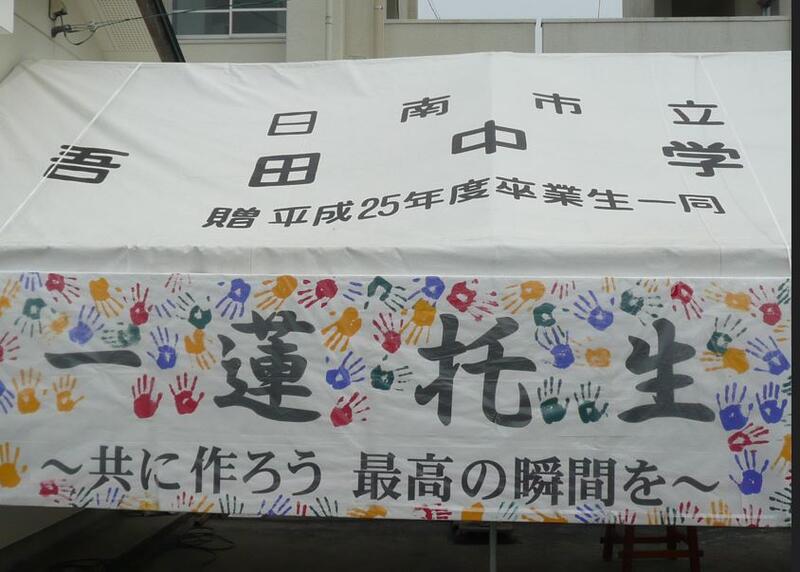 日南市立
吾田中学
贈 平成25年度卒業生一同
一蓮托生
～共に作ろう 最高の瞬間を～